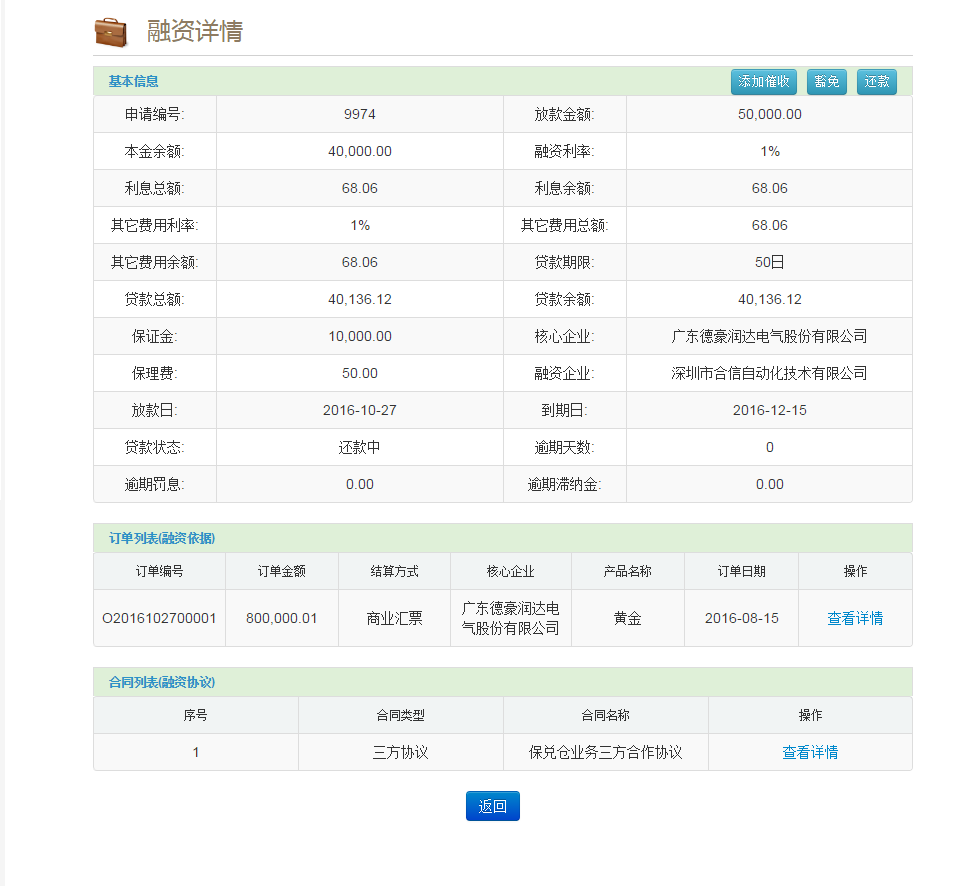 融资详情
基本信息 添加催收 豁免 还款
申请编号: 9974 放款金额: 50,000.00
本金余额: 40,000.00 融资利率: 1%
利息总额: 68.06 利息余额: 68.06
其它费用利率: 1% 其它费用总额: 68.06
其它费用余额: 68.06 贷款期限: 50日
贷款总额: 40,136.12 贷款余额: 40,136.12
保证金: 10,000.00 核心企业: 广东德豪润达电气股份有限公司
保理费: 50.00 融资企业: 深圳市合信自动化技术有限公司
放款日: 2016-10-27 到期日: 2016-12-15
贷款状态: 还款中 逾期天数: 0
逾期罚息: 0.00 逾期滞纳金: 0.00
订单列表(融资依据)
订单编号 订单金额 结算方式 核心企业 产品名称 订单日期 操作
O2016102700001 800,000.01 商业汇票 广东德豪润达电 黄金 2016-08-15 查看详情
气股份有限公司
合同列表(融资协议)
序号 合同类型 合同名称 操作
1 三方协议 保兑仓业务三方合作协议 查看详情
返回